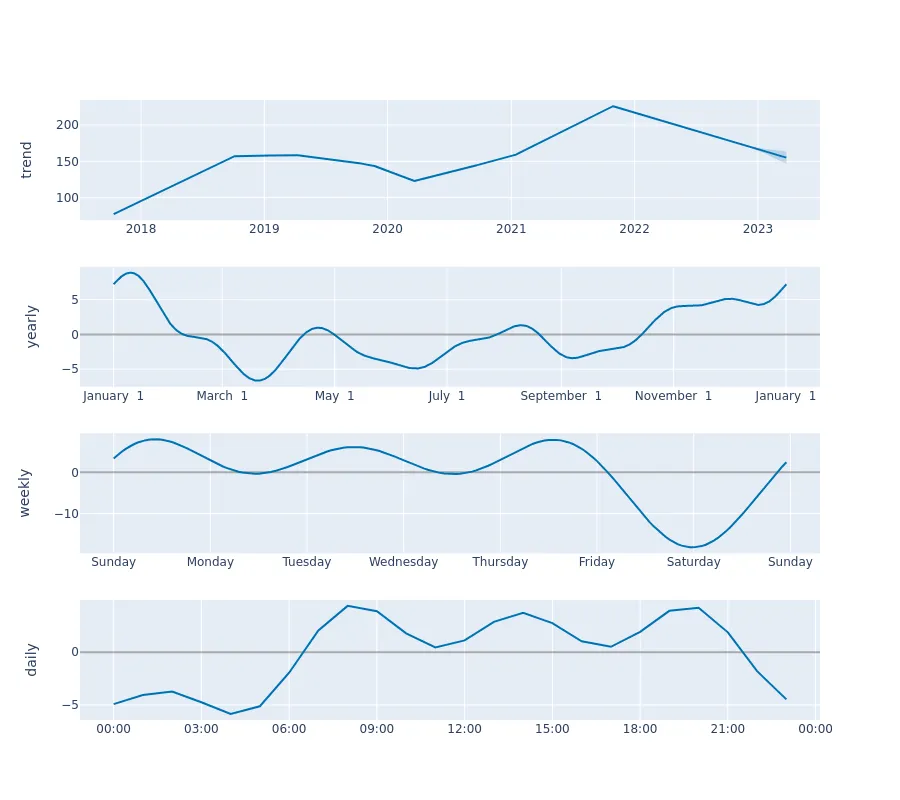 trend
200
150
100
2018 2019 2020 2021 2022 2023
yearly
5
0
−5
January 1 March 1 May 1 July 1 September 1 November 1 January 1
weekly
0
−10
Sunday Monday Tuesday Wednesday Thursday Friday Saturday Sunday
daily
0
−5
00:00 03:00 06:00 09:00 12:00 15:00 18:00 21:00 00:00